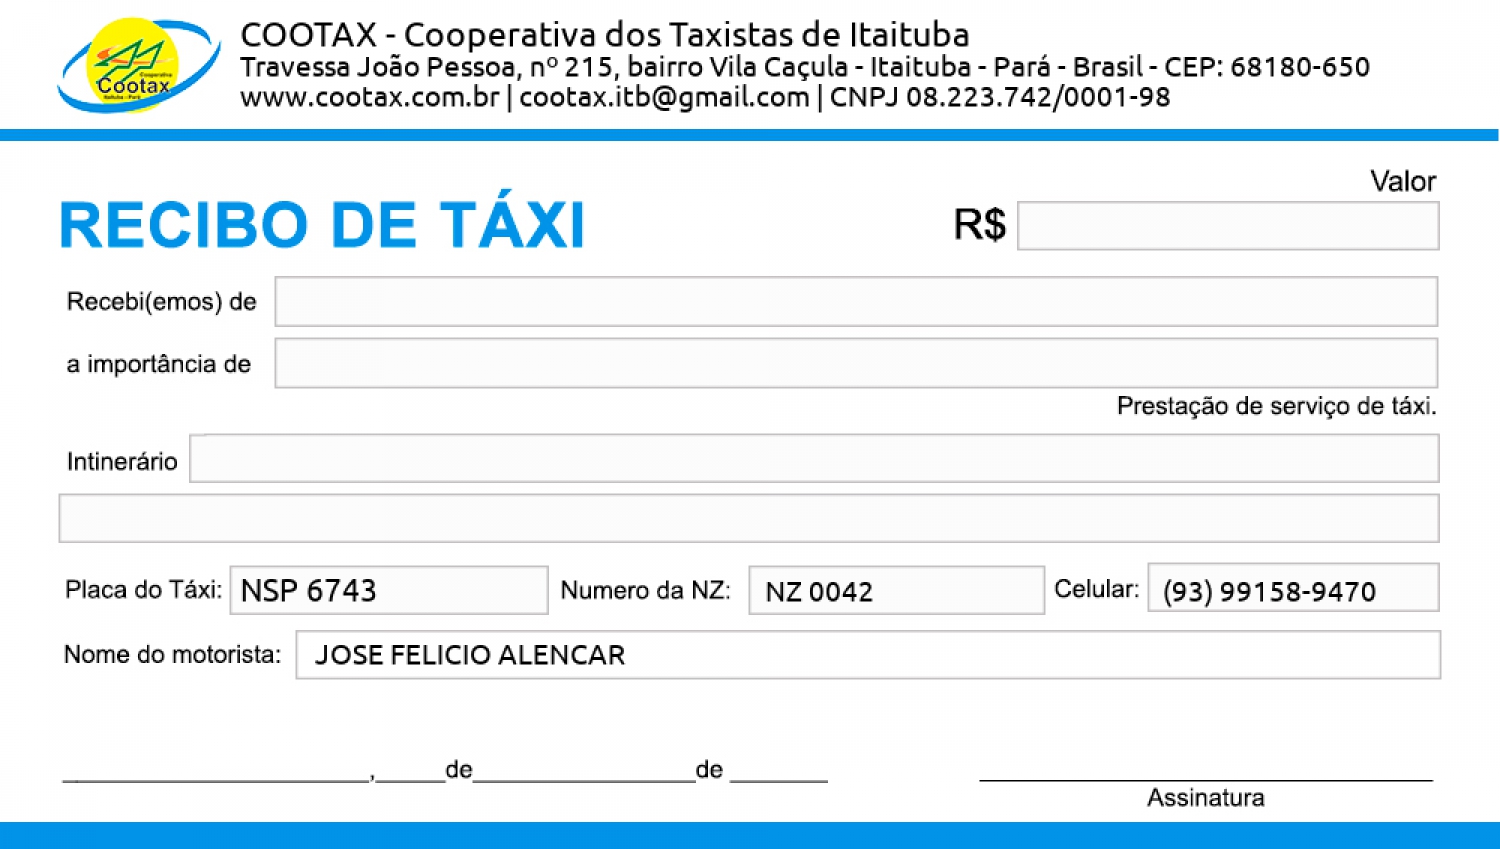 Cooperativa
Cootax
Itaituba - Pará
COOTAX - Cooperativa dos Taxistas de Itaituba
Travessa João Pessoa, nº 215, bairro Vila Caçula - Itaituba - Pará - Brasil - CEP: 68180-650
www.cootax.com.br | cootax.itb@gmail.com | CNPJ 08.223.742/0001-98
Valor
RECIBO DE TÁXI R$
Recebi(emos) de
a importância de
Prestação de serviço de táxi.
Intinerário
Placa do Táxi: NSP 6743 Numero da NZ: NZ 0042 Celular: (93) 99158-9470
Nome do motorista: JOSE FELICIO ALENCAR
______________________,_____de________________de _______
Assinatura